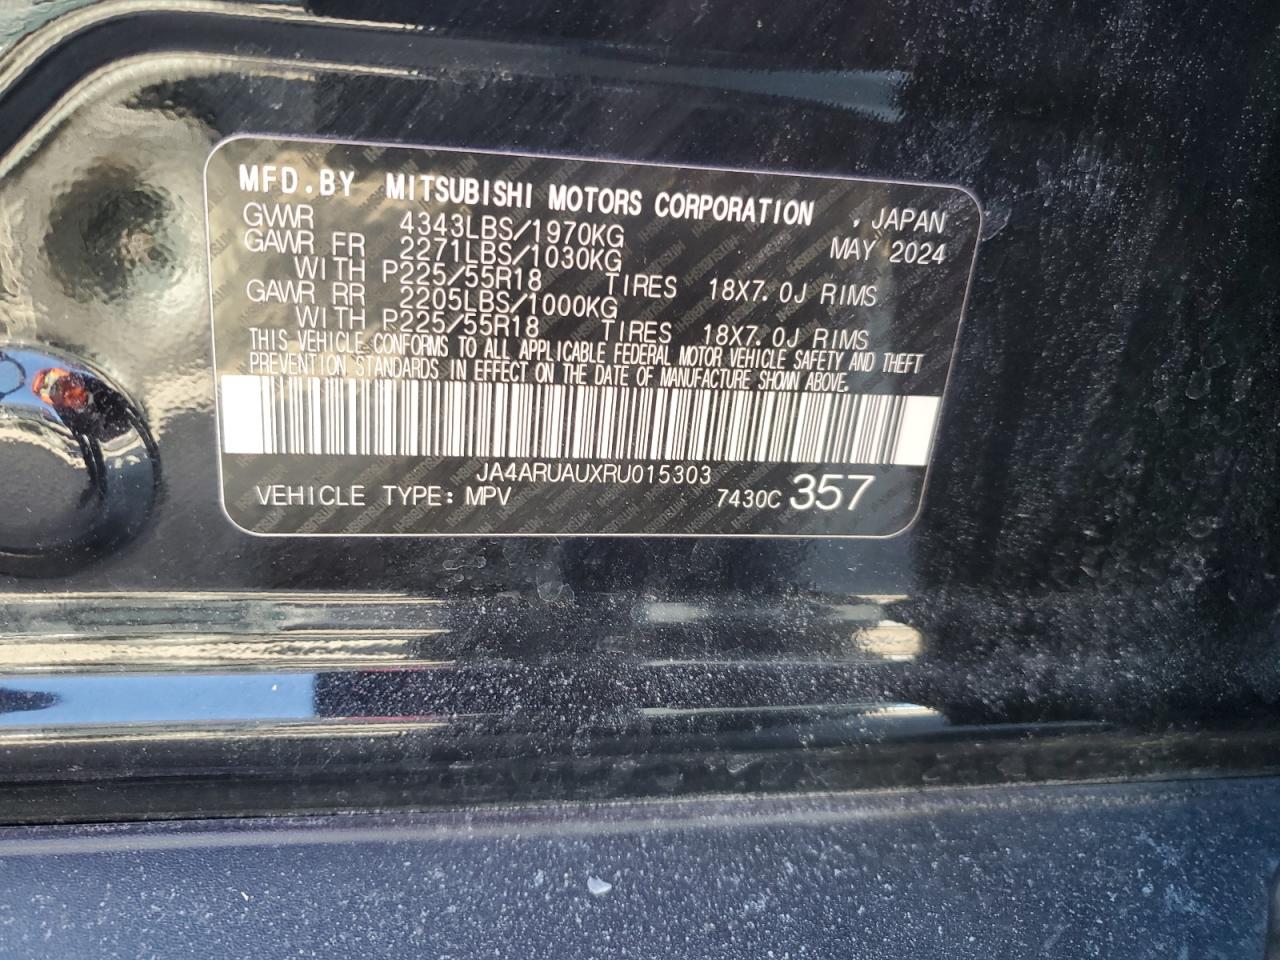 MFD.BY MITSUBISHI MOTORS CORPORATION , JAPAN
GVWR 4343LBS/1970KG MAY 2024
GAWR FR 2271LBS/1030KG
WITH P225/55R18 TIRES 18X7.0J RIMS
GAWR RR 2205LBS/1000KG
WITH P225/55R18 TIRES 18X7.0J RIMS
THIS VEHICLE CONFORMS TO ALL APPLICABLE FEDERAL MOTOR VEHICLE SAFETY AND THEFT
PREVENTION STANDARDS IN EFFECT ON THE DATE OF MANUFACTURE SHOWN ABOVE.
JA4ARUAUXRU015303
VEHICLE TYPE: MPV 7430C 357